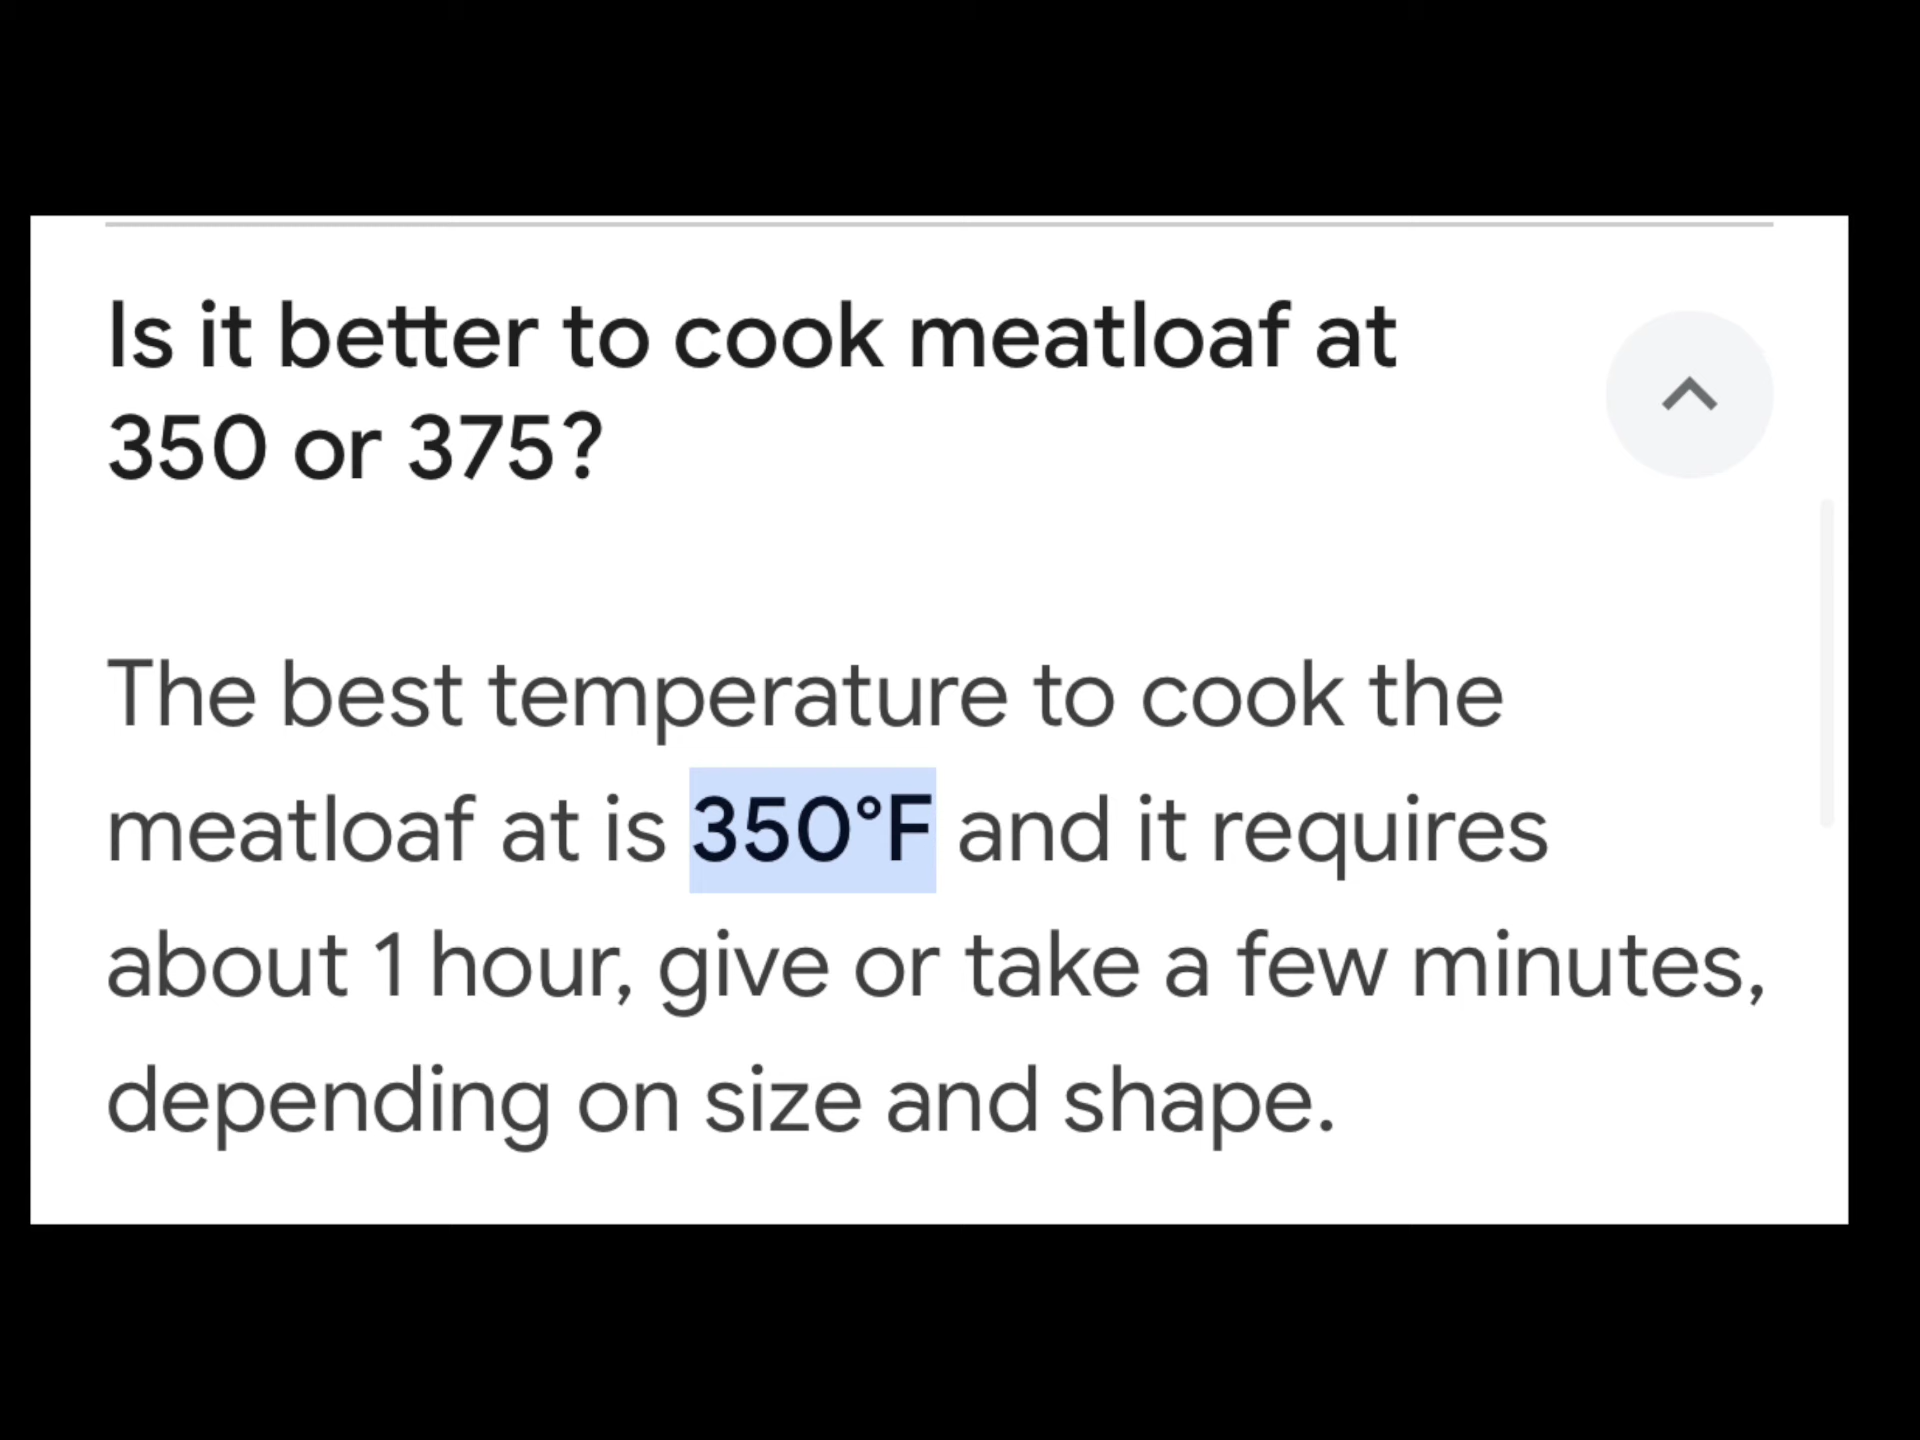 Is it better to cook meatloaf at
350 or 375?
The best temperature to cook the
meatloaf at is 350°F and it requires
about 1 hour, give or take a few minutes,
depending on size and shape.